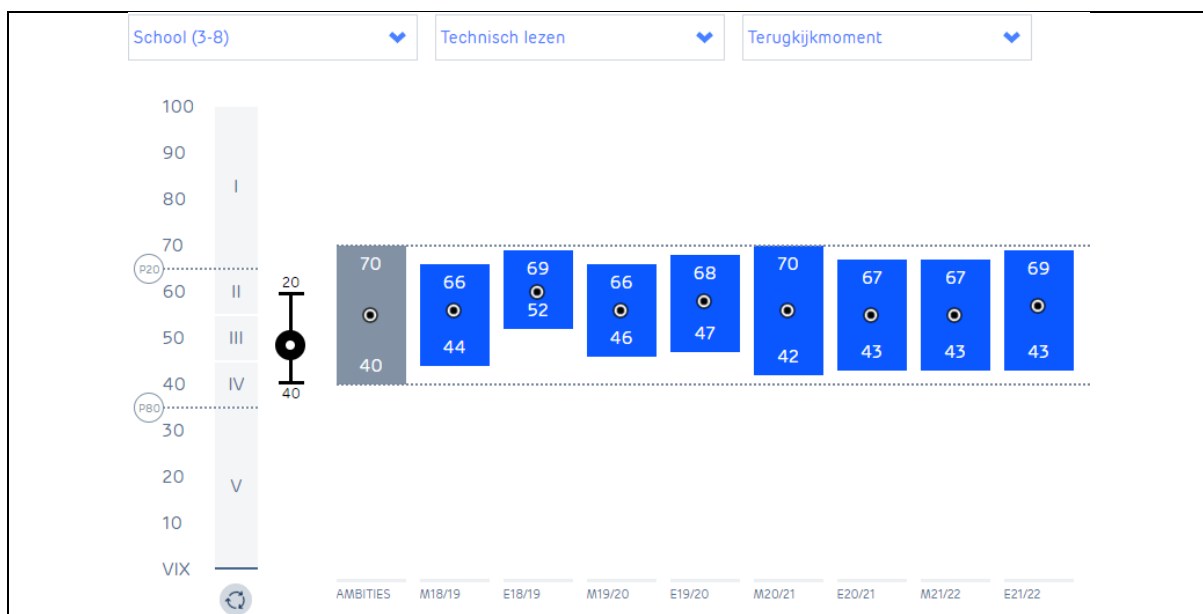 School (3-8) Technisch lezen Terugkijkmoment
100
90
80 I
70
P20
60 II
50 III
40 IV
P80
30
20 V
10
VIX
20
40
70
40
66
44
69
52
66
46
68
47
70
42
67
43
67
43
69
43
AMBITIES M18/19 E18/19 M19/20 E19/20 M20/21 E20/21 M21/22 E21/22